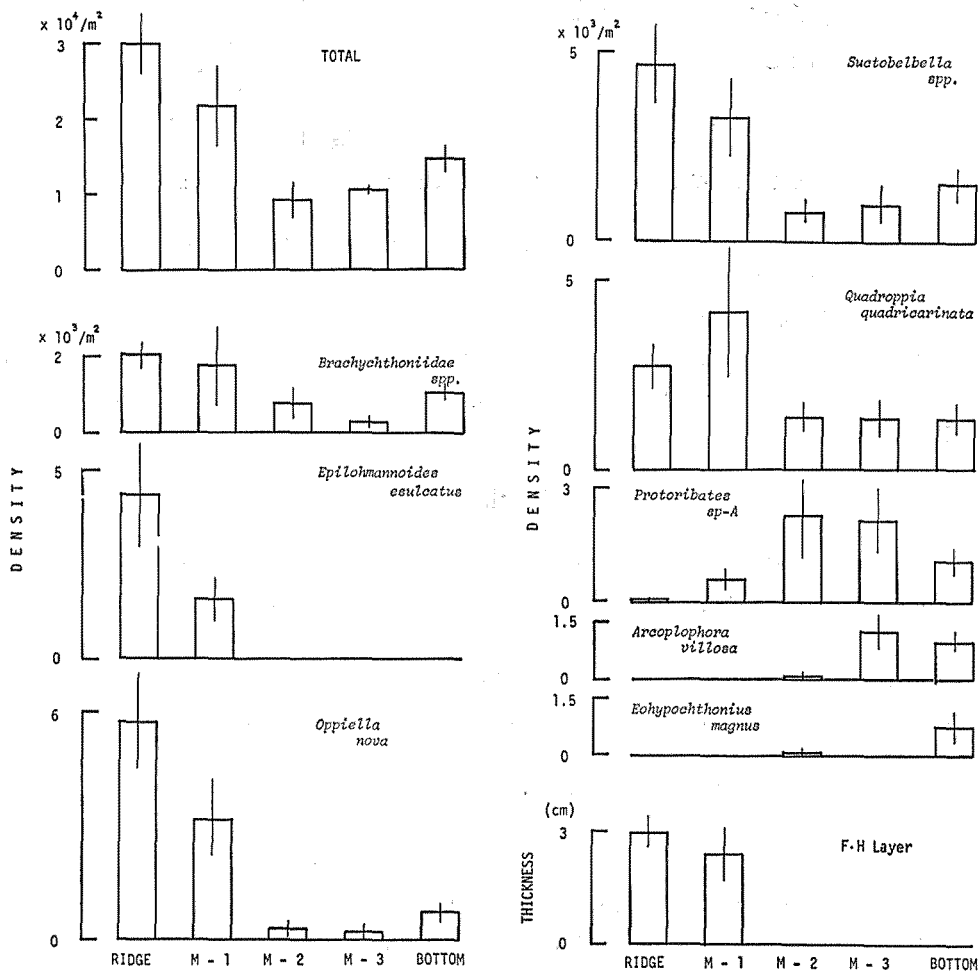 x 10⁴/m²
TOTAL
3
2
1
0
x 10³/m²
2
0
Brachychthoniidae
spp.
5
0
Epilohmannoides
esulcatus
6
0
Oppiella
nova
DENSITY
RIDGE M - 1 M - 2 M - 3 BOTTOM
x 10³/m²
5
0
Suctobelbella
spp.
5
0
Quadroppia
quadricarinata
3
0
Protoribates
sp-A
1.5
0
Arcoplophora
villosa
1.5
0
Eohypochthonius
magnus
DENSITY
(cm)
3
0
F·H Layer
THICKNESS
RIDGE M - 1 M - 2 M - 3 BOTTOM